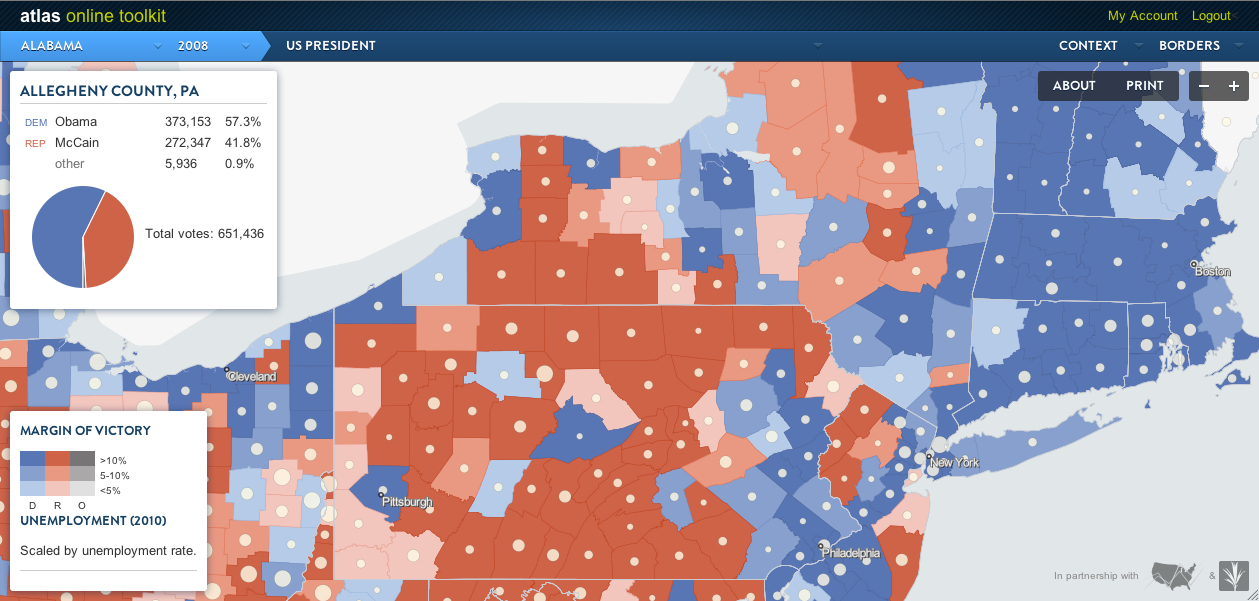 atlas online toolkit
My Account Logout
ALABAMA 2008 US PRESIDENT CONTEXT BORDERS
ABOUT PRINT − +
ALLEGHENY COUNTY, PA
DEM Obama 373,153 57.3%
REP McCain 272,347 41.8%
other 5,936 0.9%
Total votes: 651,436
Boston
Cleveland
New York
Pittsburgh
Philadelphia
MARGIN OF VICTORY
>10%
5-10%
<5%
D R O
UNEMPLOYMENT (2010)
Scaled by unemployment rate.
In partnership with &